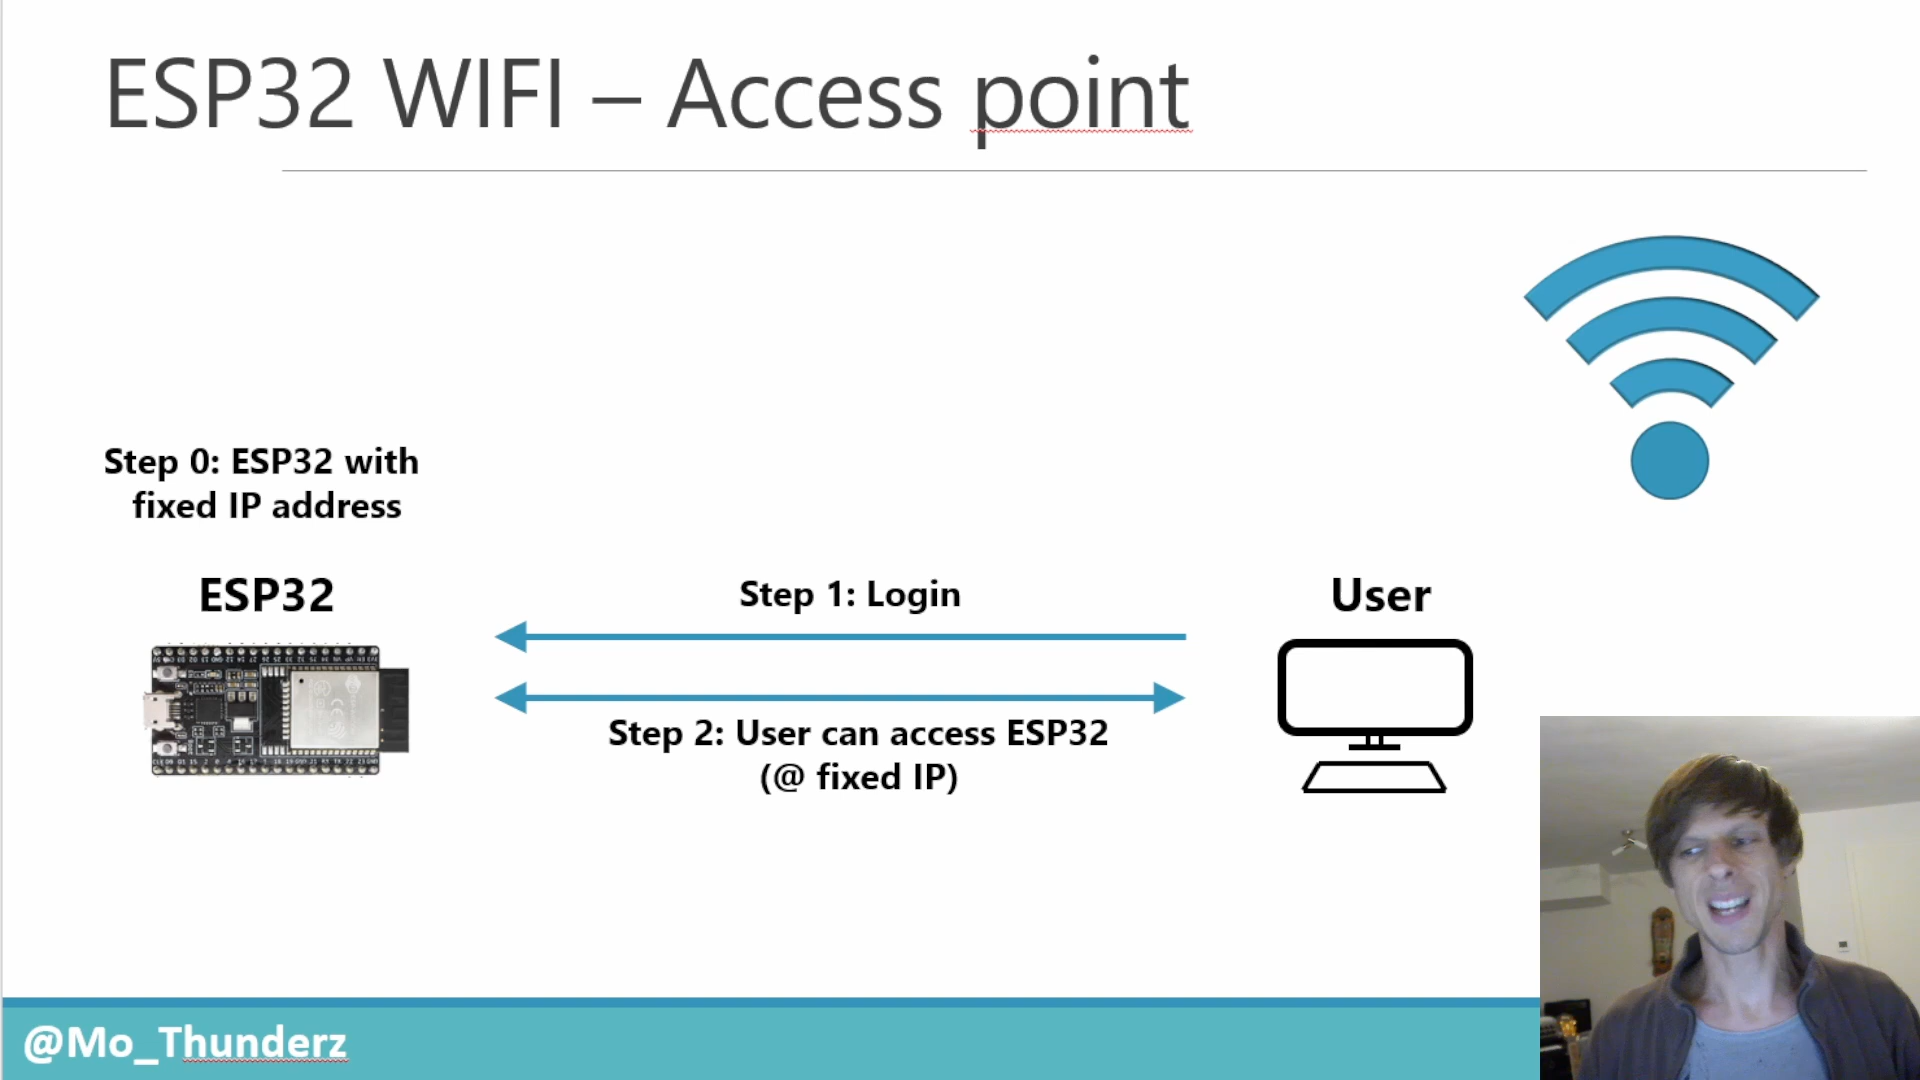 ESP32 WIFI – Access point
Step 0: ESP32 with
fixed IP address
ESP32
Step 1: Login
User
Step 2: User can access ESP32
(@ fixed IP)
@Mo_Thunderz